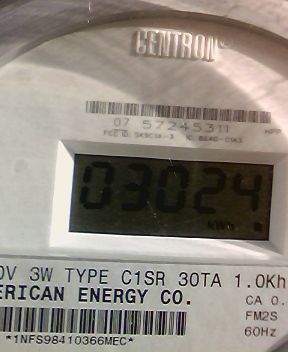 CENTRON®
07 57245311
03024
kWh
0V 3W TYPE C1SR 30TA 1.0Kh
ERICAN ENERGY CO.
CA 0.
FM2S
60Hz
*1NFS98410366MEC*